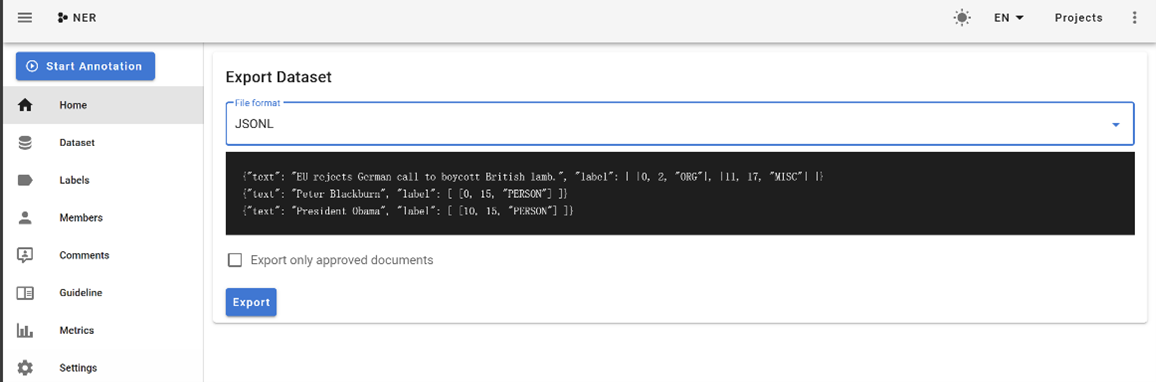 NER
EN
Projects
Start Annotation
Home
Dataset
Labels
Members
Comments
Guideline
Metrics
Settings
Export Dataset
File format
JSONL
{"text": "EU rejects German call to boycott British lamb.", "label": [ [0, 2, "ORG"], [11, 17, "MISC"] ]}
{"text": "Peter Blackburn", "label": [ [0, 15, "PERSON"] ]}
{"text": "President Obama", "label": [ [10, 15, "PERSON"] ]}
Export only approved documents
Export